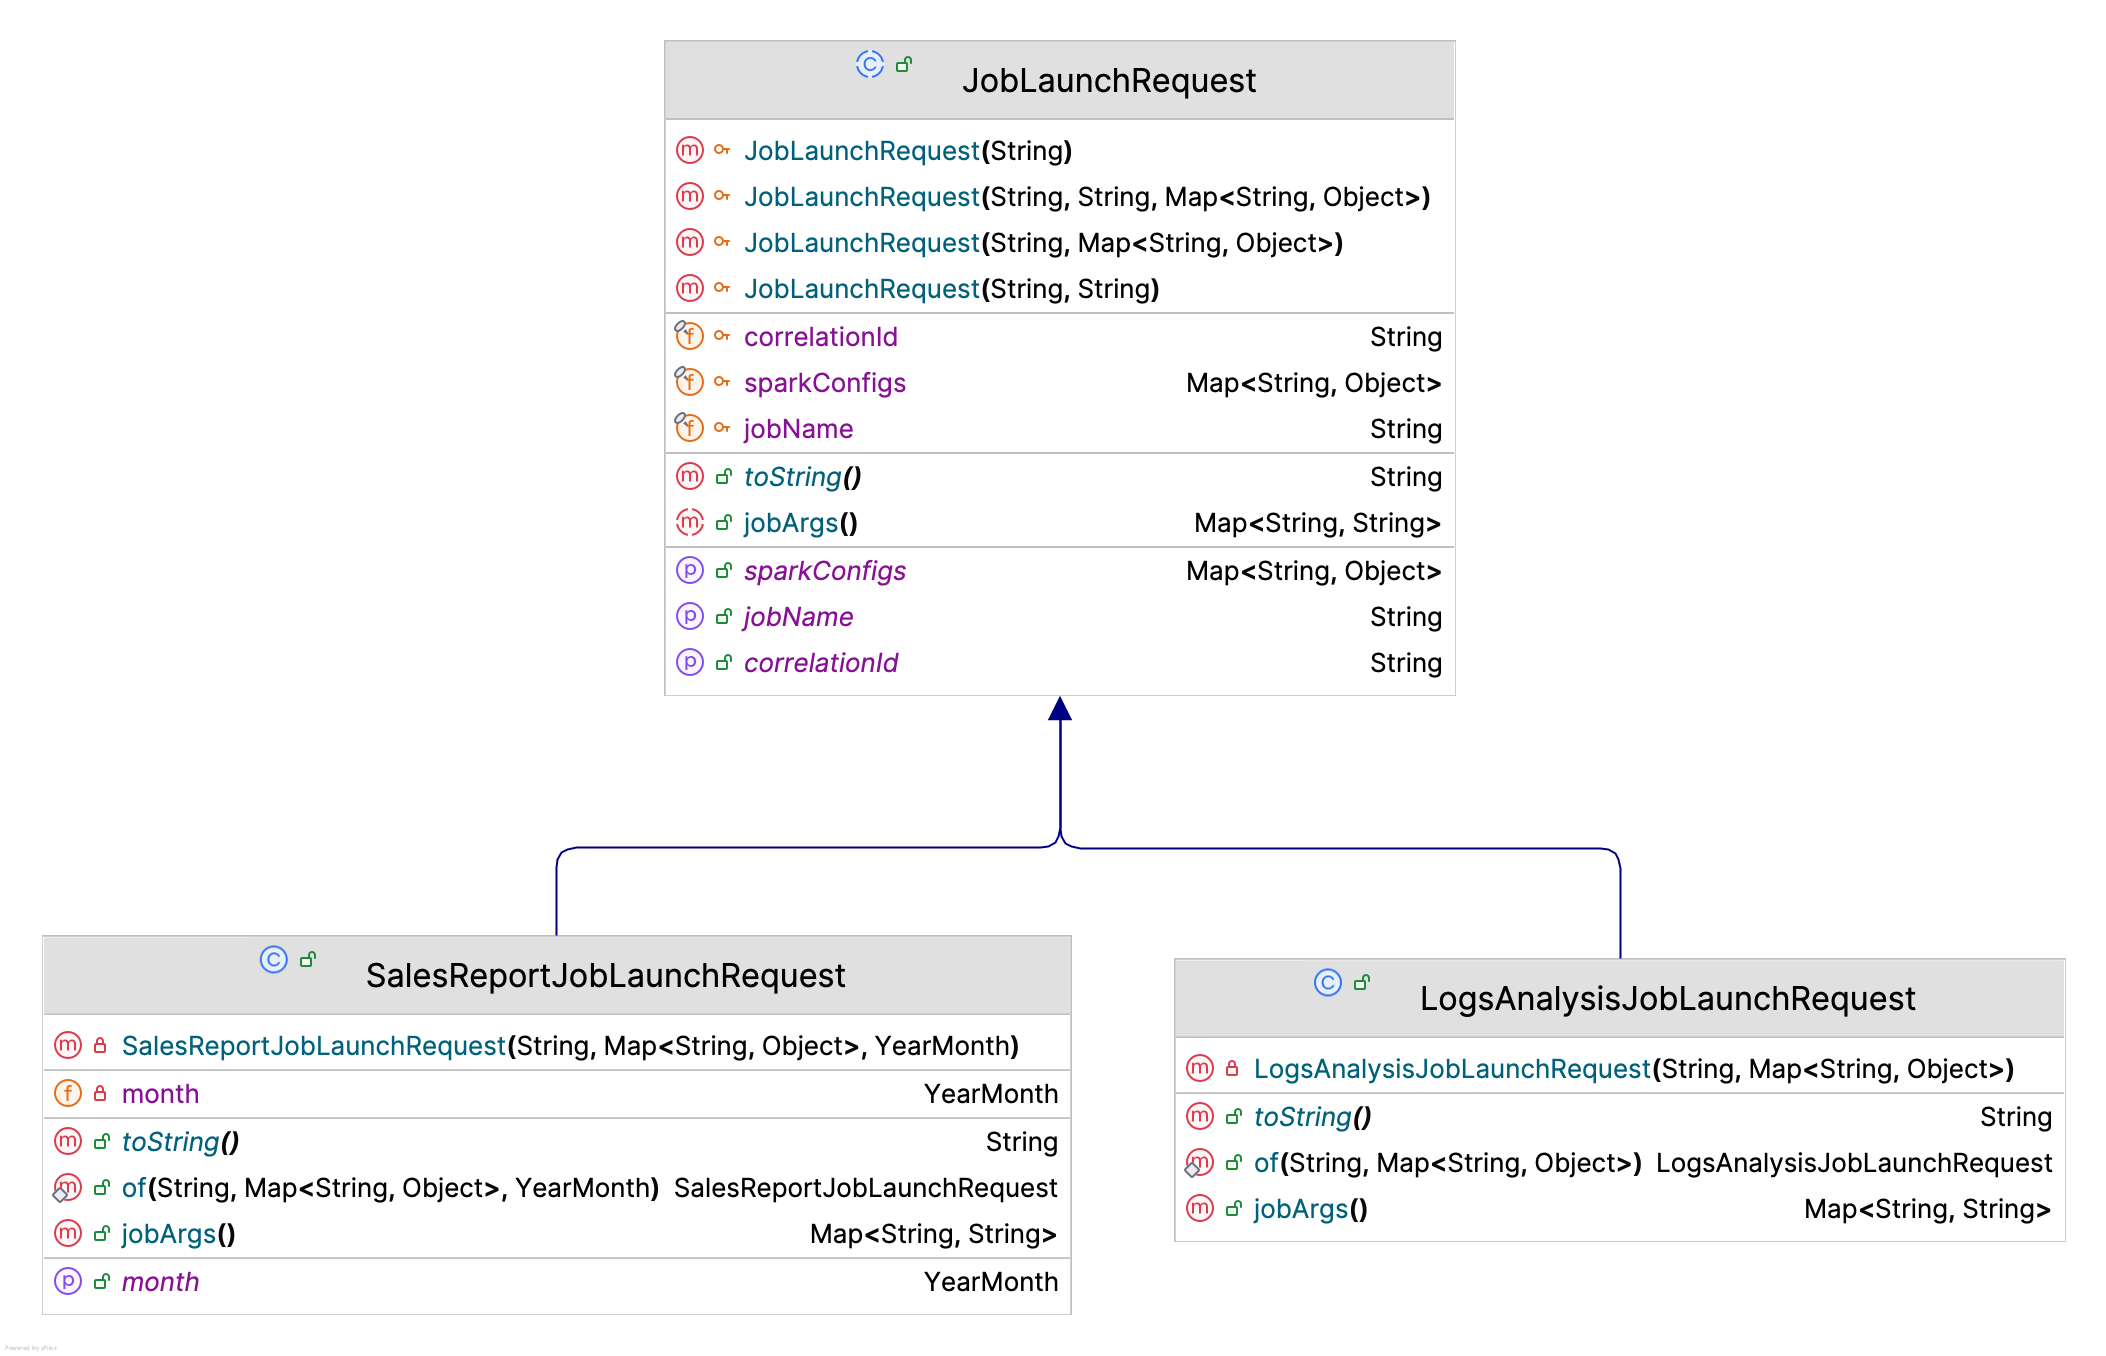 JobLaunchRequest
JobLaunchRequest(String)
JobLaunchRequest(String, String, Map<String, Object>)
JobLaunchRequest(String, Map<String, Object>)
JobLaunchRequest(String, String)
correlationId String
sparkConfigs Map<String, Object>
jobName String
toString() String
jobArgs() Map<String, String>
sparkConfigs Map<String, Object>
jobName String
correlationId String
SalesReportJobLaunchRequest
SalesReportJobLaunchRequest(String, Map<String, Object>, YearMonth)
month YearMonth
toString() String
of(String, Map<String, Object>, YearMonth) SalesReportJobLaunchRequest
jobArgs() Map<String, String>
month YearMonth
LogsAnalysisJobLaunchRequest
LogsAnalysisJobLaunchRequest(String, Map<String, Object>)
toString() String
of(String, Map<String, Object>) LogsAnalysisJobLaunchRequest
jobArgs() Map<String, String>
Powered by yFiles